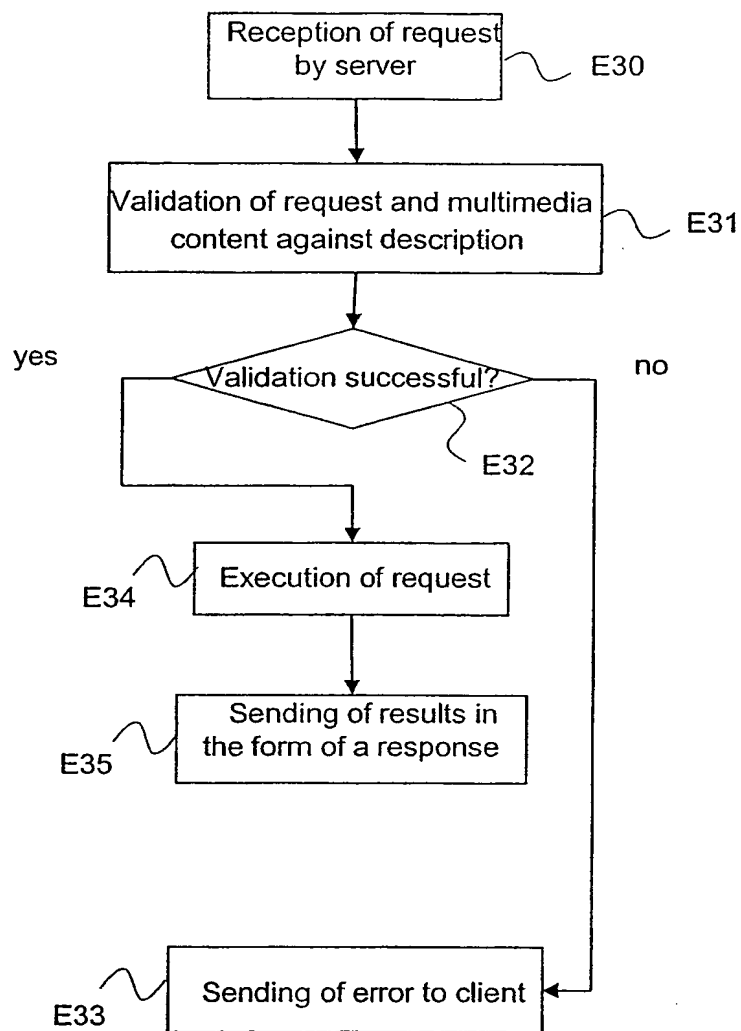 Reception of request
by server
E30
Validation of request and multimedia
content against description
E31
yes
Validation successful?
no
E32
Execution of request
E34
Sending of results in
the form of a response
E35
Sending of error to client
E33